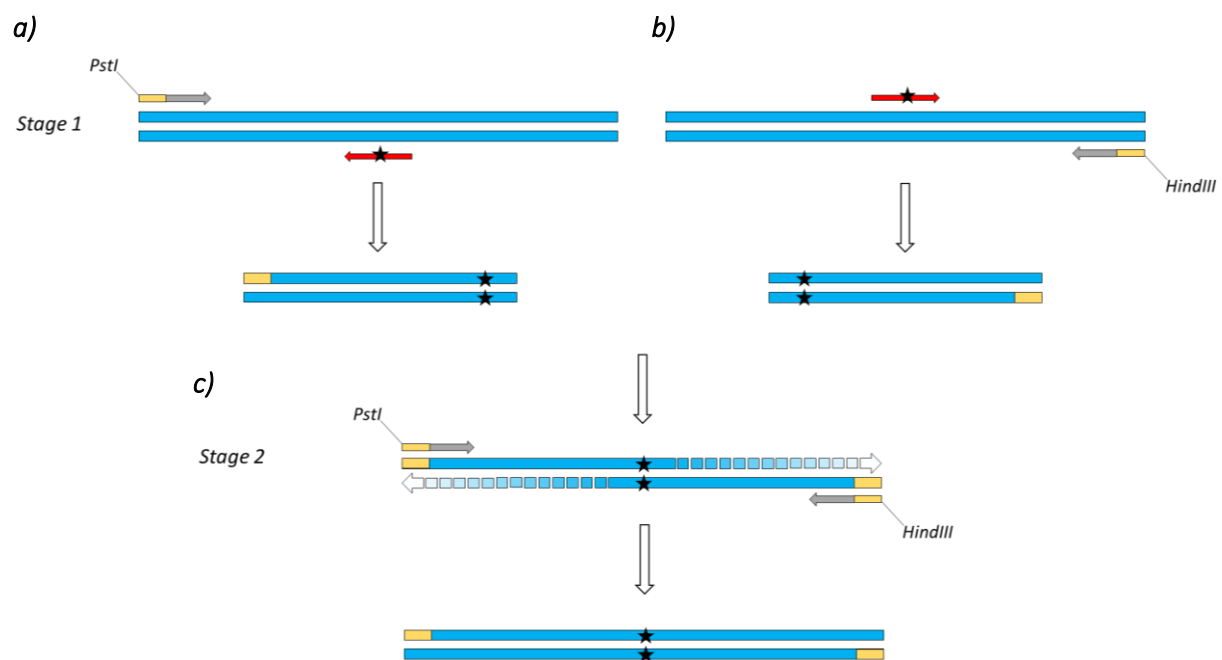 a)
b)
PstI
Stage 1
HindIII
c)
PstI
Stage 2
HindIII